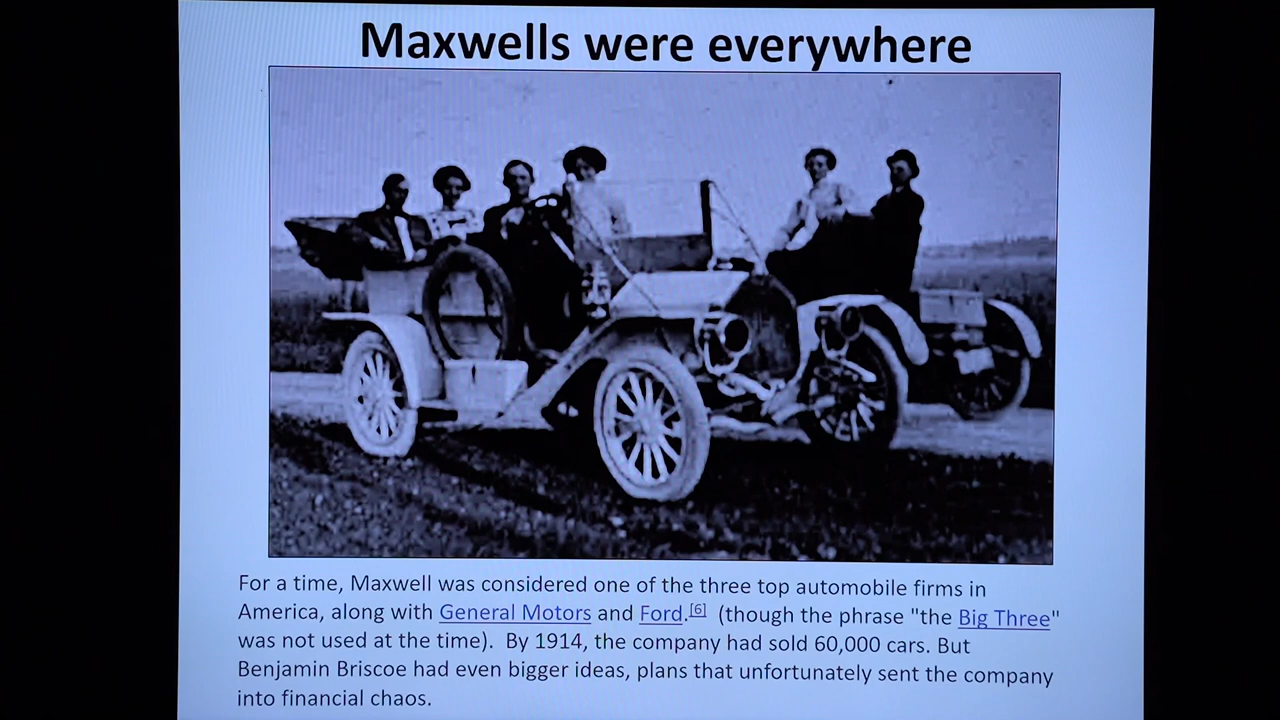 Maxwells were everywhere
For a time, Maxwell was considered one of the three top automobile firms in
America, along with General Motors and Ford.[6]  (though the phrase "the Big Three"
was not used at the time).  By 1914, the company had sold 60,000 cars. But
Benjamin Briscoe had even bigger ideas, plans that unfortunately sent the company
into financial chaos.